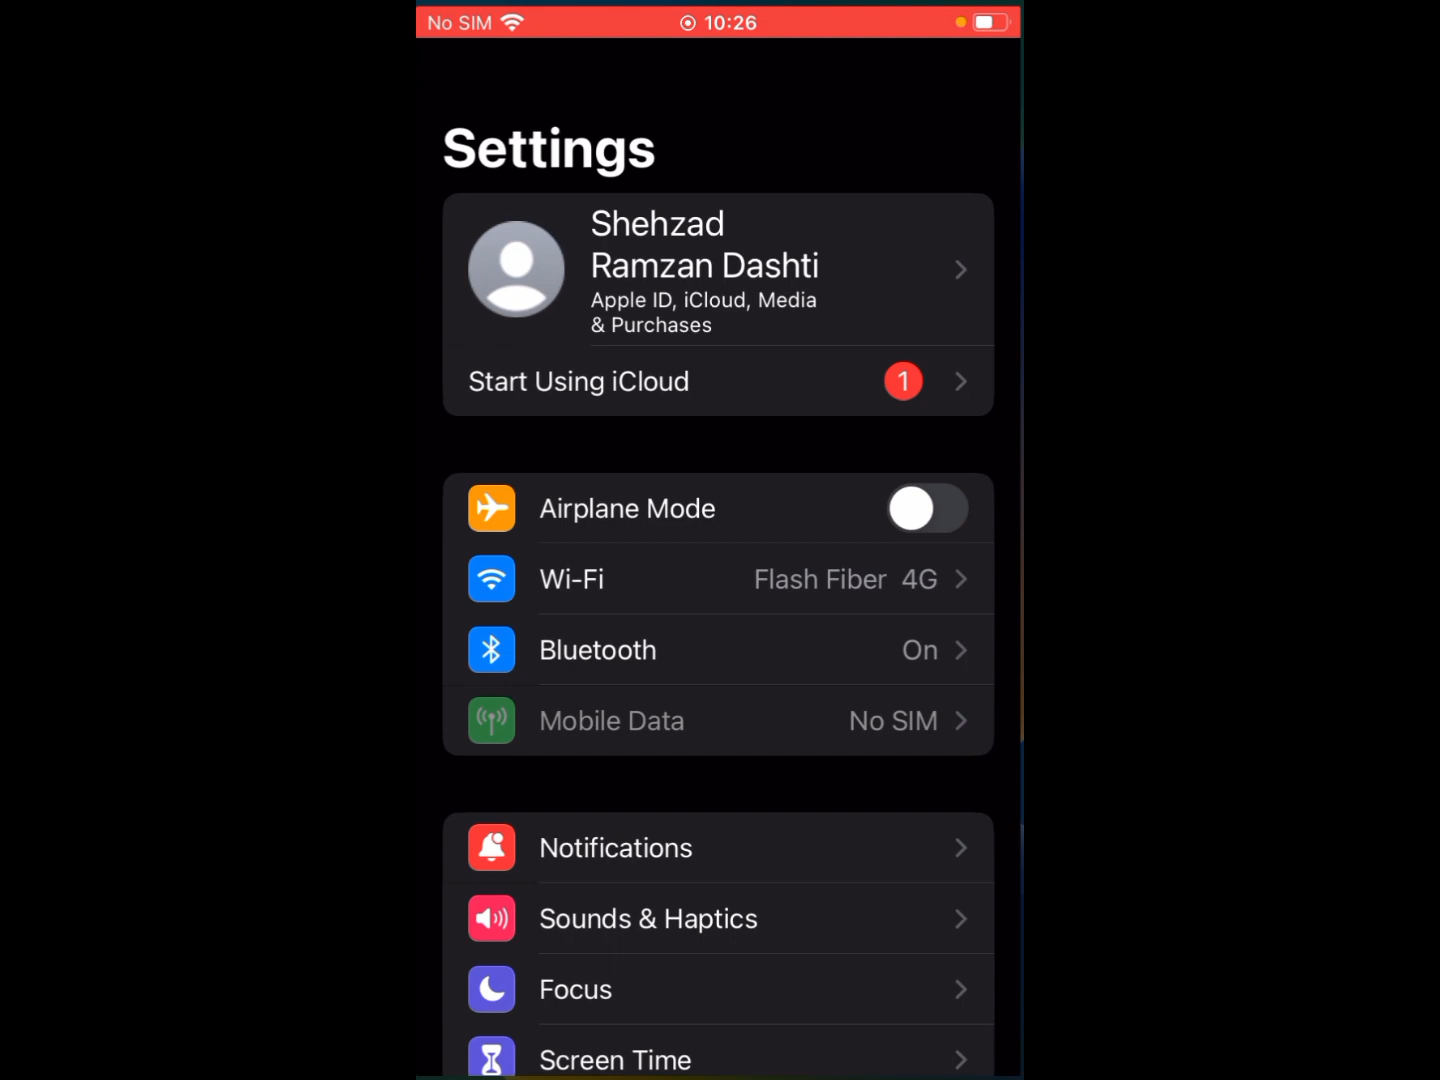 No SIM 10:26
Settings
Shehzad
Ramzan Dashti
Apple ID, iCloud, Media
& Purchases
Start Using iCloud 1
Airplane Mode
Wi-Fi Flash Fiber 4G
Bluetooth On
Mobile Data No SIM
Notifications
Sounds & Haptics
Focus
Screen Time